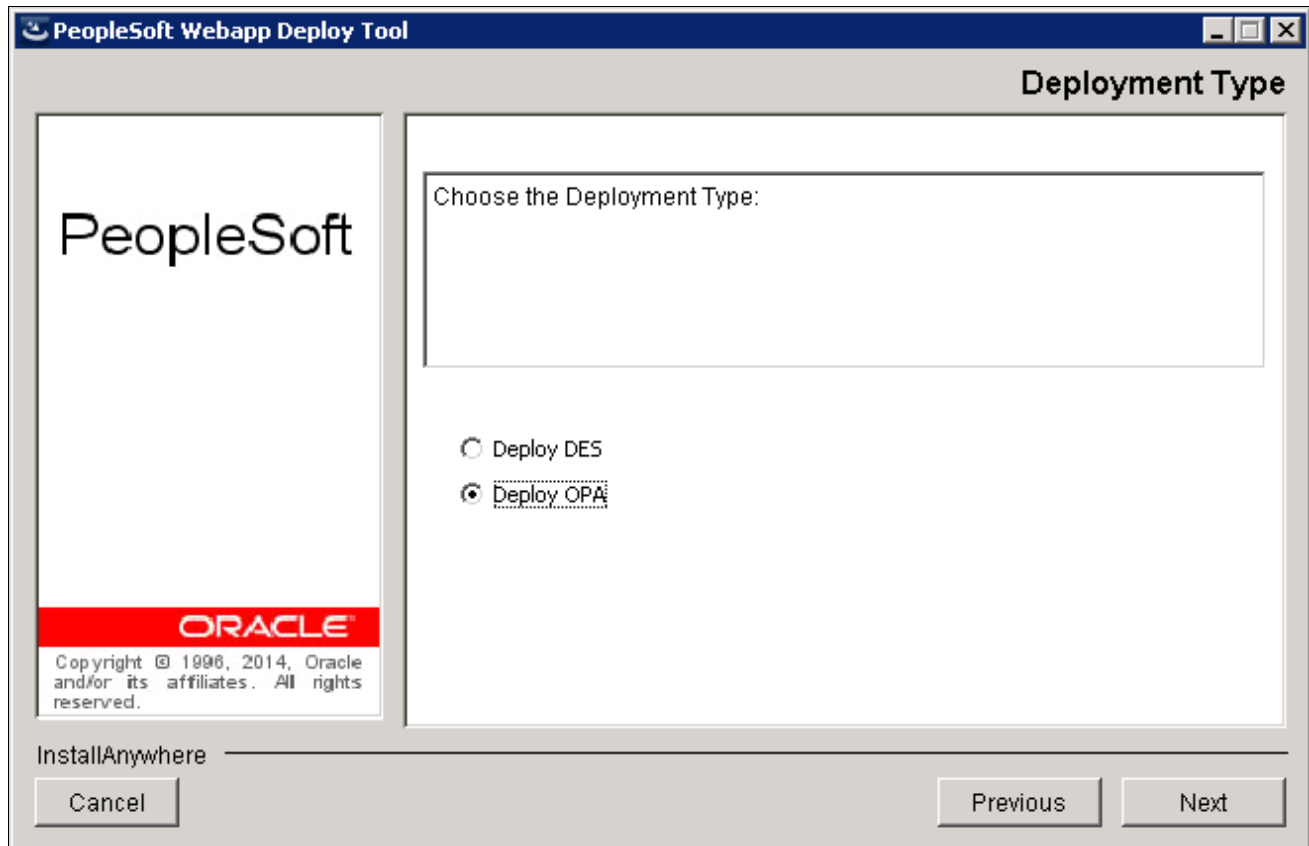 PeopleSoft Webapp Deploy Tool
Deployment Type
PeopleSoft
Choose the Deployment Type:
Deploy DES
Deploy OPA
ORACLE
Copyright © 1996, 2014, Oracle
and/or its affiliates. All rights
reserved.
InstallAnywhere
Cancel
Previous
Next